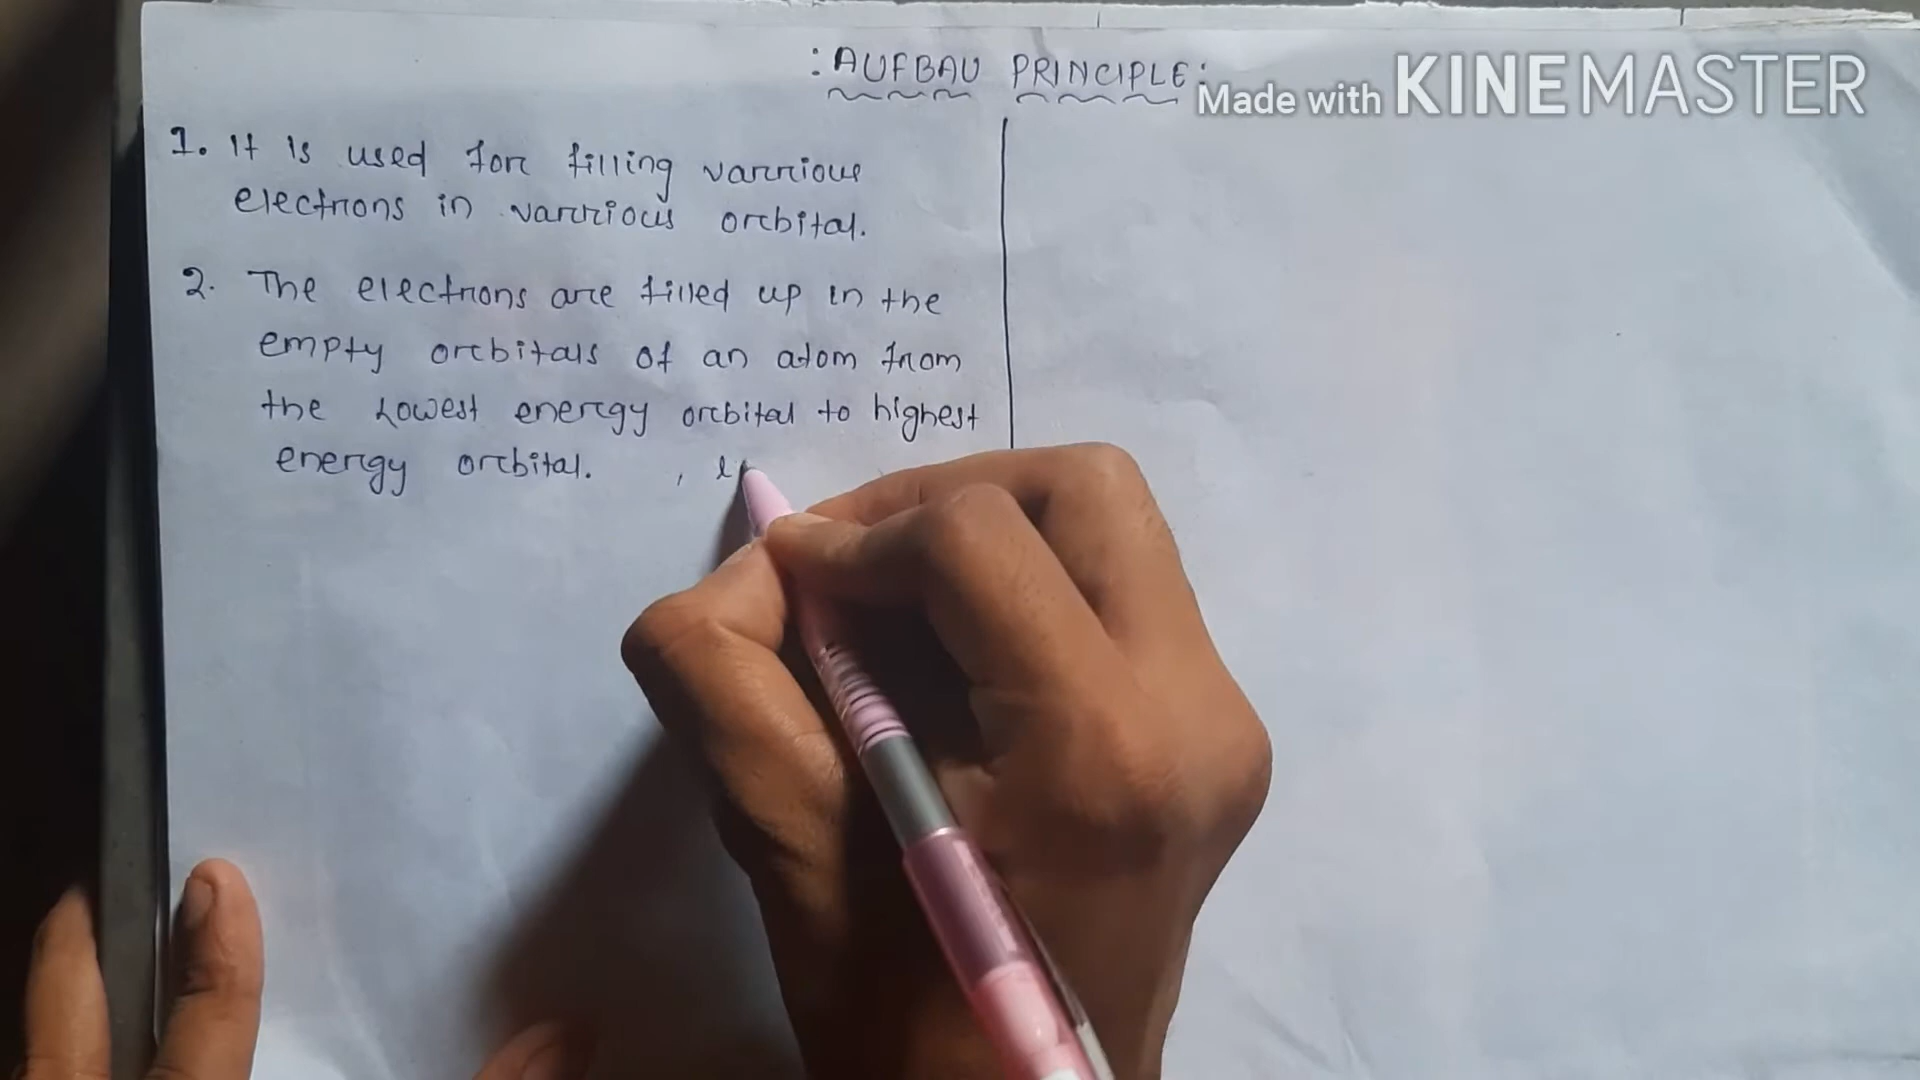 : AUFBAU PRINCIPLE :
Made with KINEMASTER
1. It is used for filling varrious
electrons in varrious orbital.
2. The electrons are filled up in the
empty orbitals of an atom from
the Lowest energy orbital to highest
energy orbital. ,